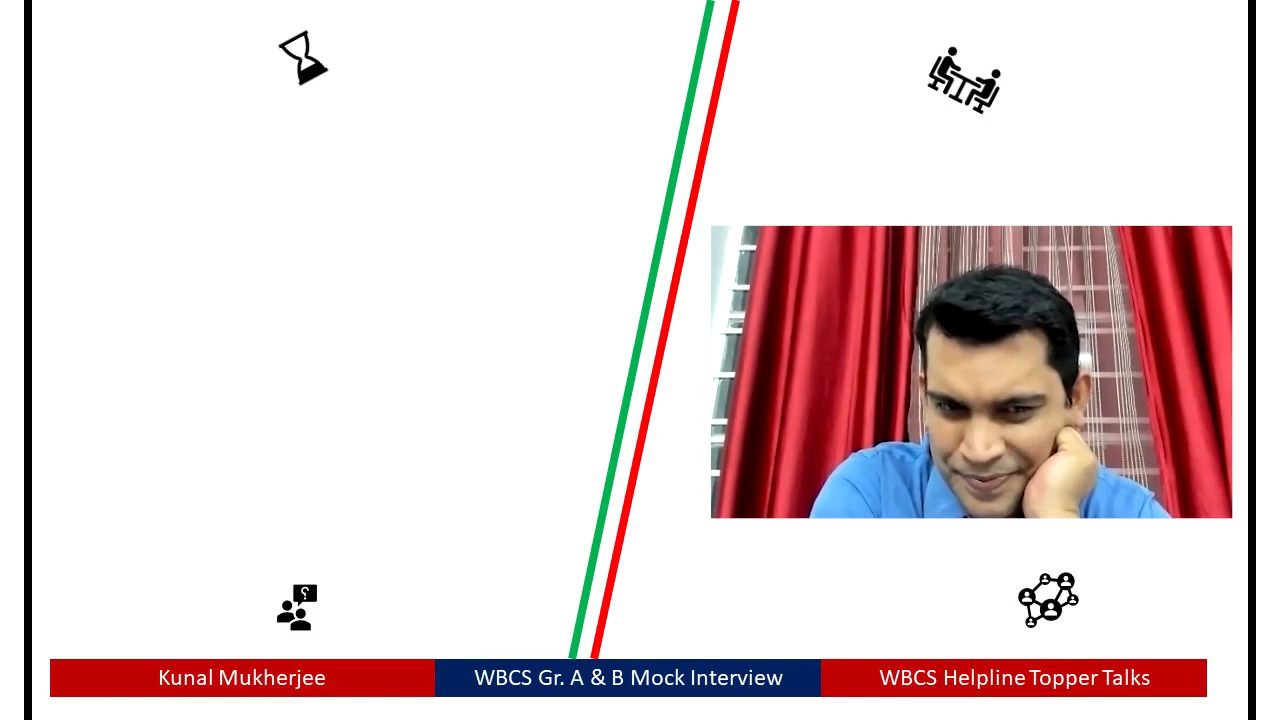 Kunal Mukherjee
WBCS Gr. A & B Mock Interview
WBCS Helpline Topper Talks